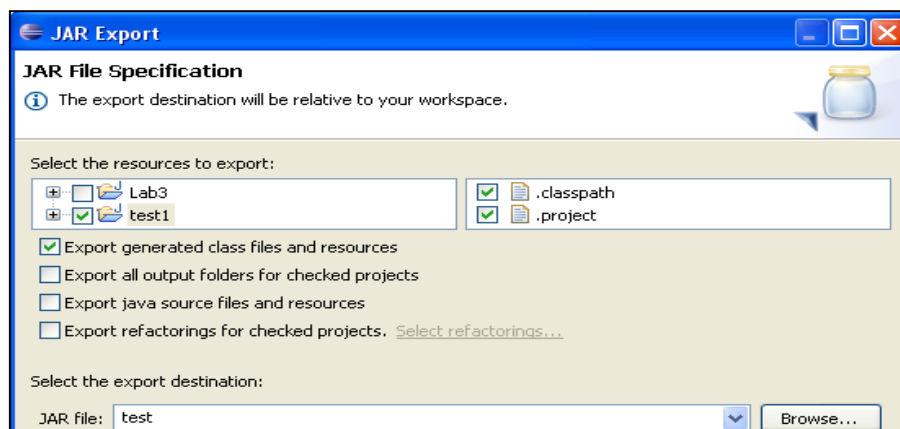 JAR Export
JAR File Specification
The export destination will be relative to your workspace.
Select the resources to export:
Lab3
test1
.classpath
.project
Export generated class files and resources
Export all output folders for checked projects
Export java source files and resources
Export refactorings for checked projects. Select refactorings...
Select the export destination:
JAR file: test Browse...